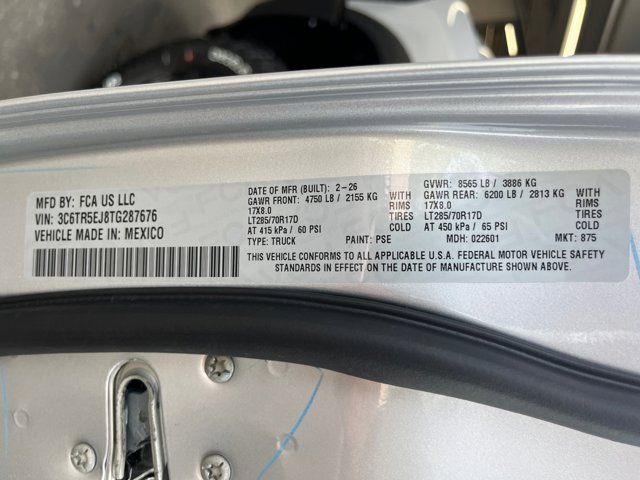 MFD BY: FCA US LLC
VIN: 3C6TR5EJ8TG287676
VEHICLE MADE IN: MEXICO
DATE OF MFR (BUILT): 2-26
GAWR FRONT: 4750 LB / 2155 KG WITH
17X8.0 RIMS
LT285/70R17D TIRES
AT 415 kPa / 60 PSI COLD
TYPE: TRUCK PAINT: PSE
GVWR: 8565 LB / 3886 KG
GAWR REAR: 6200 LB / 2813 KG WITH
17X8.0 RIMS
LT285/70R17D TIRES
AT 450 kPa / 65 PSI COLD
MDH: 022601 MKT: 875
THIS VEHICLE CONFORMS TO ALL APPLICABLE U.S.A. FEDERAL MOTOR VEHICLE SAFETY
STANDARDS IN EFFECT ON THE DATE OF MANUFACTURE SHOWN ABOVE.